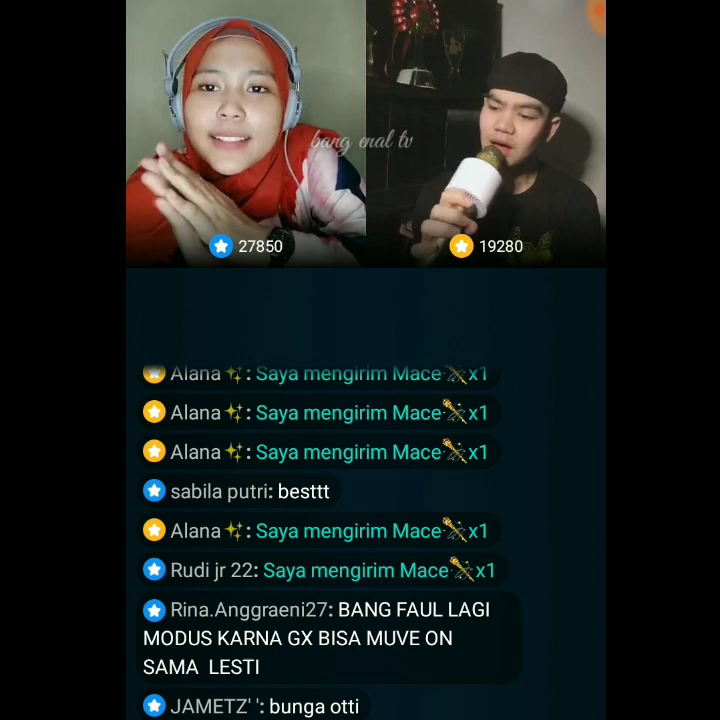 bang enal tv
27850
19280
Alana✨: Saya mengirim Mace x1
Alana✨: Saya mengirim Mace x1
Alana✨: Saya mengirim Mace x1
sabila putri: besttt
Alana✨: Saya mengirim Mace x1
Rudi jr 22: Saya mengirim Mace x1
Rina.Anggraeni27: BANG FAUL LAGI
MODUS KARNA GX BISA MUVE ON
SAMA LESTI
JAMETZ' ': bunga otti